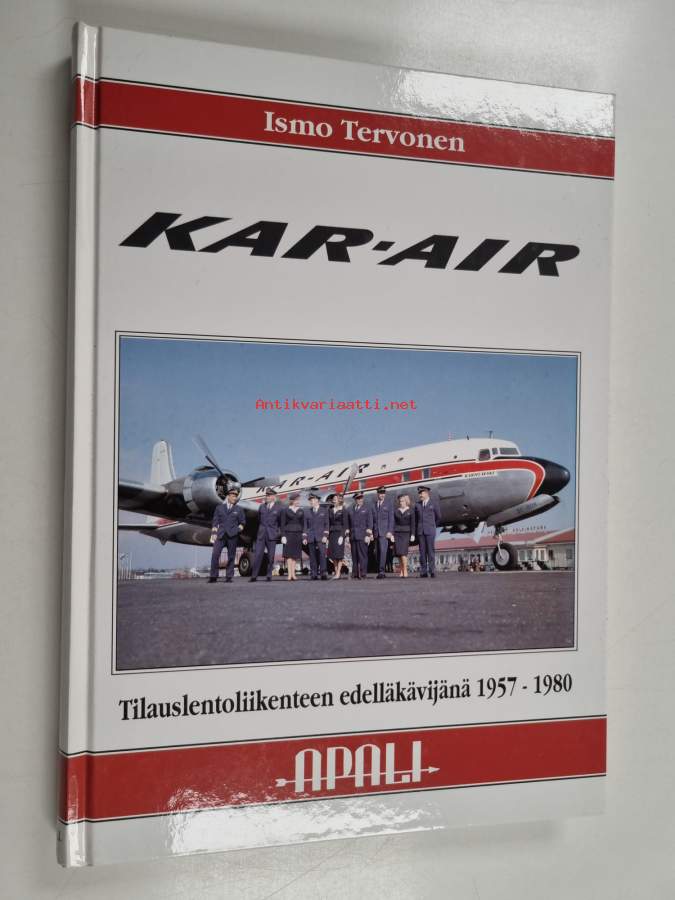 Ismo Tervonen
KAR-AIR
Antikvariaatti.net
KAR-AIR
Tilauslentoliikenteen edelläkävijänä 1957 - 1980
APALI